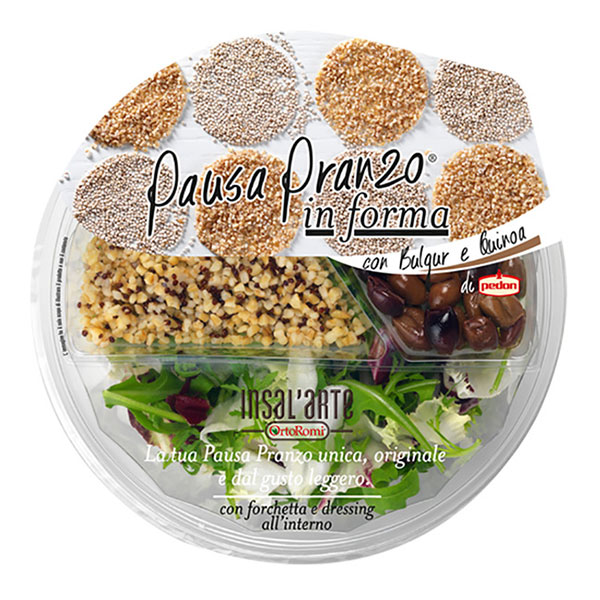 Pausa Pranzo®
in forma
con Bulgur e Quinoa
di pedon
INSAL'ARTE
OrtoRomi
La tua Pausa Pranzo unica, originale
e dal gusto leggero.
con forchetta e dressing
all'interno